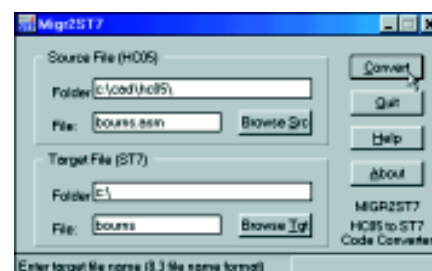 Migr2ST7
Source File (HC05)
Folder c:\cad\hc05\
File: bourns.asm Browse Src
Target File (ST7)
Folder c:\
File: bourns Browse Tgt
Convert
Quit
Help
About
MIGR2ST7
HC05 to ST7
Code Converter
Enter target file name (8.3 file name format)